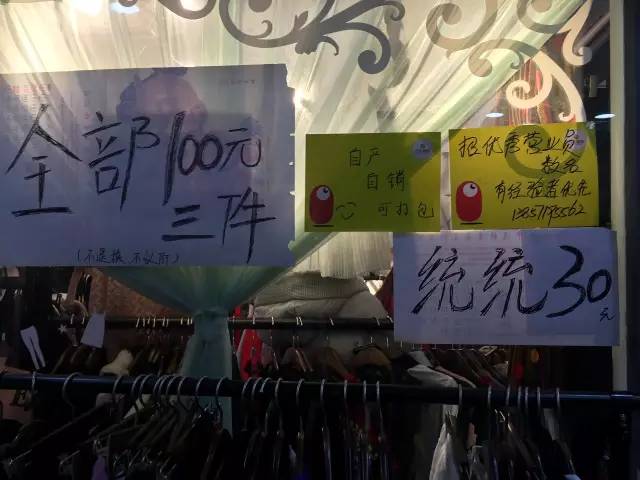 全部100元
三件
(不退换 不议价)
自产
自销
可打包
报优秀营业员
数名
有经验者优先
统统30元